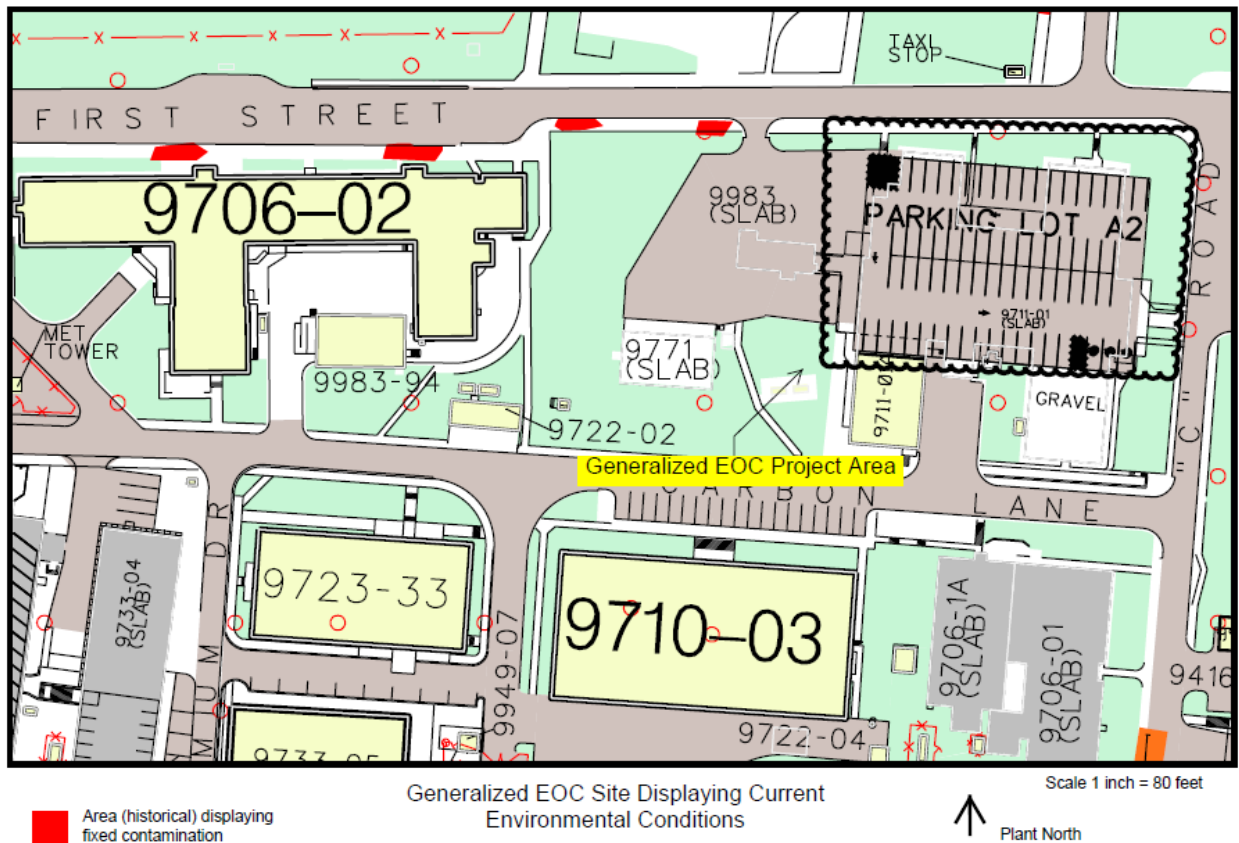 TAXI
STOP
FIRST STREET
9706-02
9983
(SLAB)
PARKING LOT A2
ROAD
9711-01
(SLAB)
MET
TOWER
9771
(SLAB)
9983-94
GRAVEL
9722-02
Generalized EOC Project Area
CARBON LANE
9723-33
9710-03
9733-04
(SLAB)
9706-1A
(SLAB)
9706-01
(SLAB)
9949-07
9416
9722-04
9733-05
Generalized EOC Site Displaying Current
Environmental Conditions
Scale 1 inch = 80 feet
Area (historical) displaying
fixed contamination
Plant North